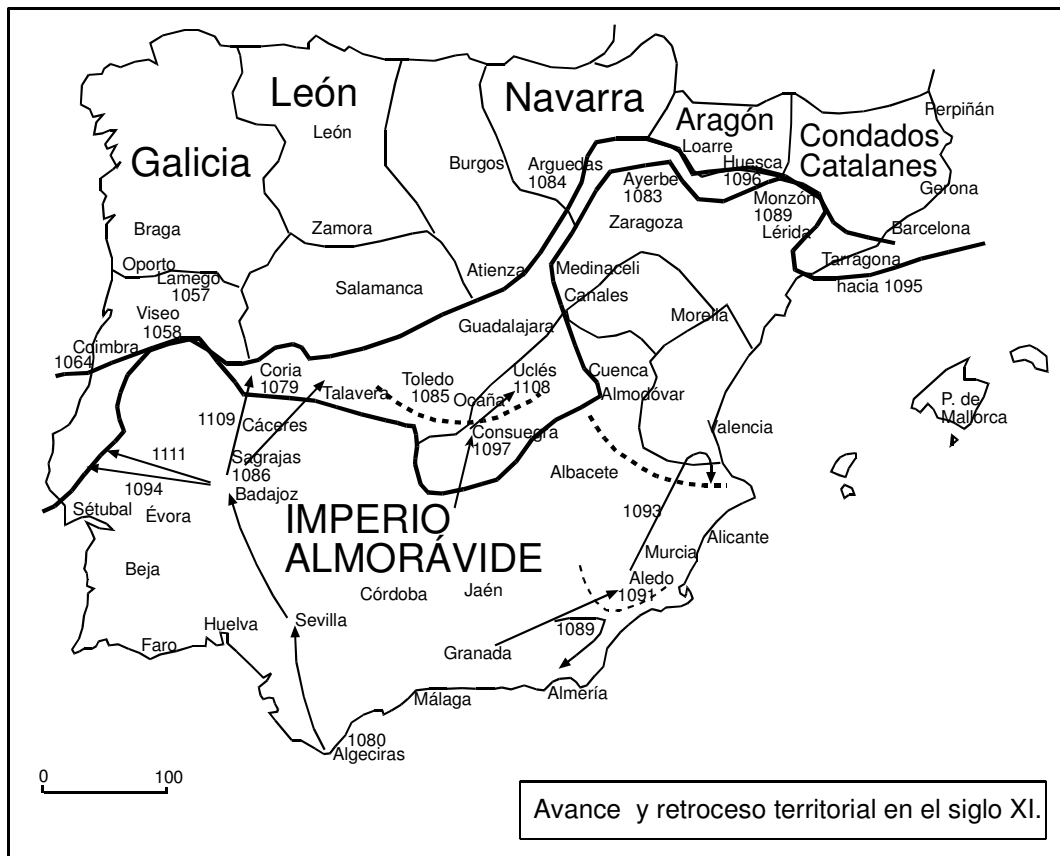 León
Navarra
Perpiñán
León
Aragón
Condados
Catalanes
Galicia
Burgos
Arguedas
1084
Loarre
Huesca
1096
Ayerbe
1083
Monzón
1089
Gerona
Zaragoza
Lérida
Barcelona
Braga
Zamora
Oporto
Lamego
1057
Atienza
Medinaceli
Tarragona
hacia 1095
Salamanca
Canales
Viseo
1058
Guadalajara
Morella
Coimbra
1064
Coria
1079
Toledo
1085
Uclés
1108
Cuenca
Talavera
Ocaña
Almodóvar
P. de
Mallorca
1109
Cáceres
Consuegra
1097
Valencia
1111
Sagrajas
1086
Albacete
1094
Badajoz
Sétubal
Évora
IMPERIO
ALMORÁVIDE
1093
Alicante
Murcia
Beja
Córdoba
Jaén
Aledo
1091
Huelva
Sevilla
1089
Faro
Granada
Málaga
Almería
1080
Algeciras
0 100
Avance y retroceso territorial en el siglo XI.